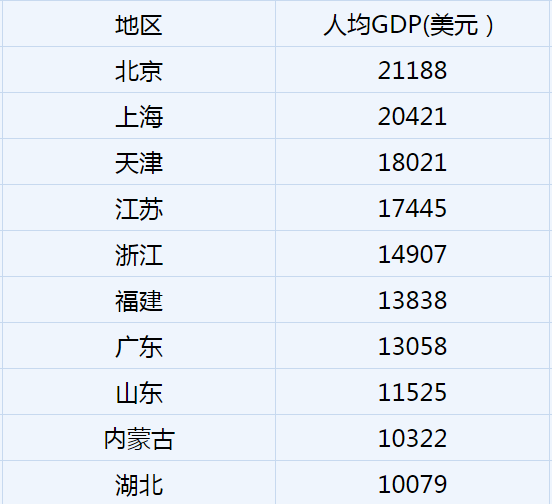 地区 人均GDP(美元）
北京 21188
上海 20421
天津 18021
江苏 17445
浙江 14907
福建 13838
广东 13058
山东 11525
内蒙古 10322
湖北 10079